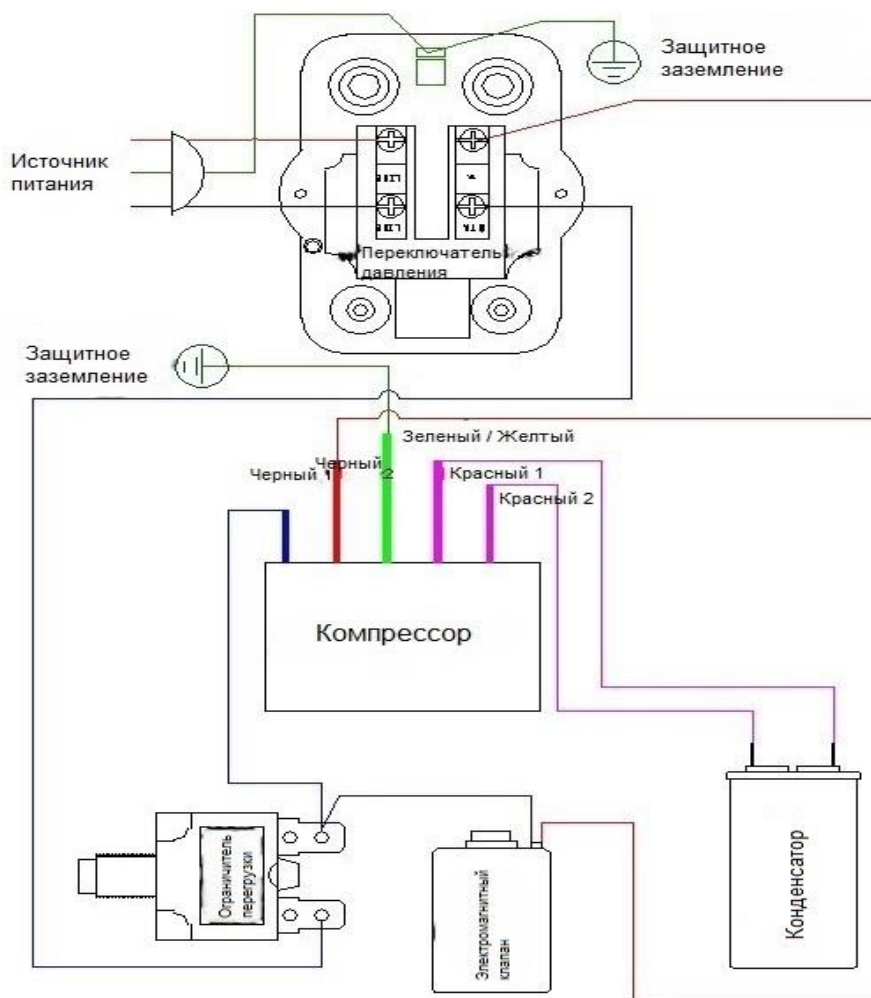 Защитное
заземление
Источник
питания
Переключатель
давления
Защитное
заземление
Зеленый / Желтый
Черный 1
Черный
2
Красный 1
Красный 2
Компрессор
Ограничитель
перегрузки
Электромагнитный
клапан
Конденсатор